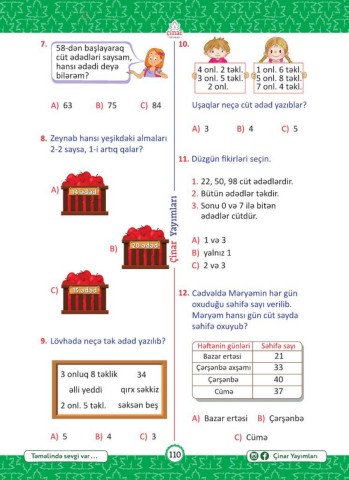 Çinar
7. 58-dən başlayaraq
cüt ədədləri saysam,
hansı ədədi deyə
bilərəm?
A) 63 B) 75 C) 84
8. Zeynəb hansı yeşikdəki almaları
2-2 saysa, 1-i artıq qalar?
A)
B) 20 ədəd
C)
9. Lövhədə neçə tək ədəd yazılıb?
3 onluq 8 təklik 34
əlli yeddi qırx səkkiz
2 onl. 5 təkl. səksən beş
A) 5 B) 4 C) 3
Çinar Yayımları
10.
4 onl. 2 təkl. 1 onl. 6 təkl.
3 onl. 5 təkl. 5 onl. 8 təkl.
2 onl. 7 onl. 4 təkl.
Uşaqlar neçə cüt ədəd yazıblar?
A) 3 B) 4 C) 5
11. Düzgün fikirləri seçin.
1. 22, 50, 98 cüt ədədlərdir.
2. Bütün ədədlər təkdir.
3. Sonu 0 və 7 ilə bitən
ədədlər cütdür.
A) 1 və 3
B) yalnız 1
C) 2 və 3
12. Cədvəldə Məryəmin hər gün
oxuduğu səhifə sayı verilib.
Məryəm hansı gün cüt sayda
səhifə oxuyub?
Həftənin günləri Səhifə sayı
Bazar ertəsi 21
Çərşənbə axşamı 33
Çərşənbə 40
Cümə 37
A) Bazar ertəsi B) Çərşənbə
C) Cümə
Təməlində sevgi var ...
110
Çinar Yayımları